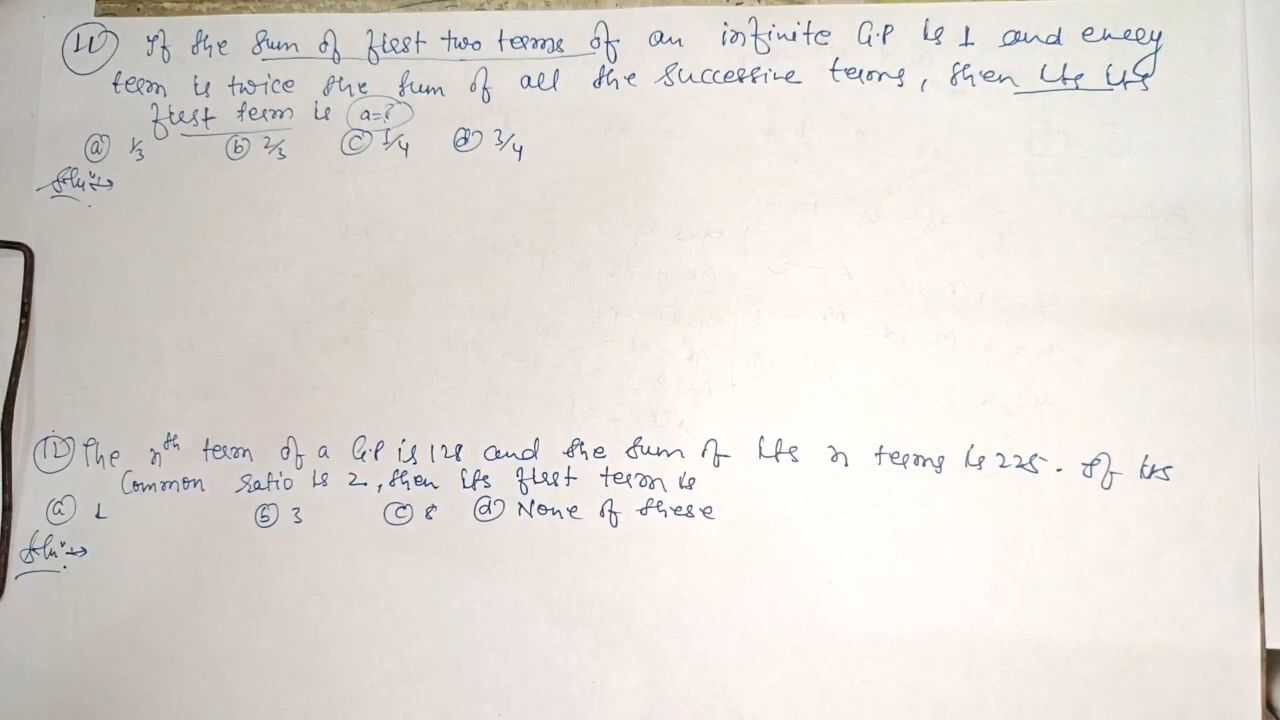 11 If the sum of first two terms of an infinite G.P is 1 and every
term is twice the sum of all the successive terms, then its its
first term is a=?
a 1/3 b 2/3 c 1/4 d 3/4
Soluⁿ:→
12 The nth term of a G.P is 128 and the sum of its n terms is 225. If its
Common ratio is 2, then its first term is
a 1 b 3 c 8 d None of these
Soluⁿ:→